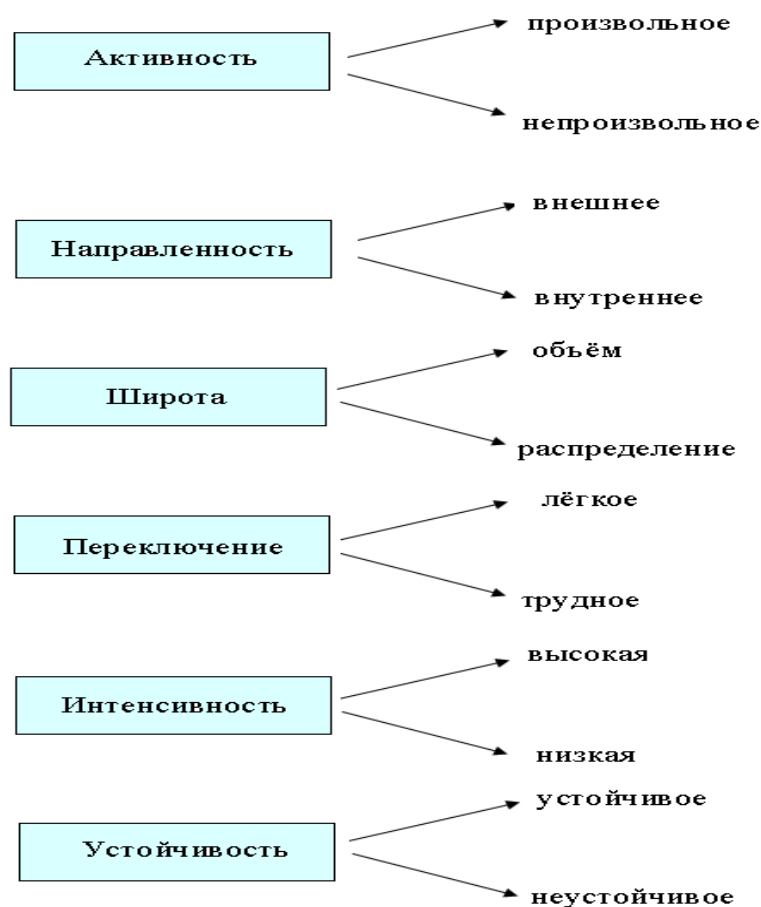 Активность
произвольное
непроизвольное
Направленность
внешнее
внутреннее
Широта
объём
распределение
Переключение
лёгкое
трудное
Интенсивность
высокая
низкая
Устойчивость
устойчивое
неустойчивое